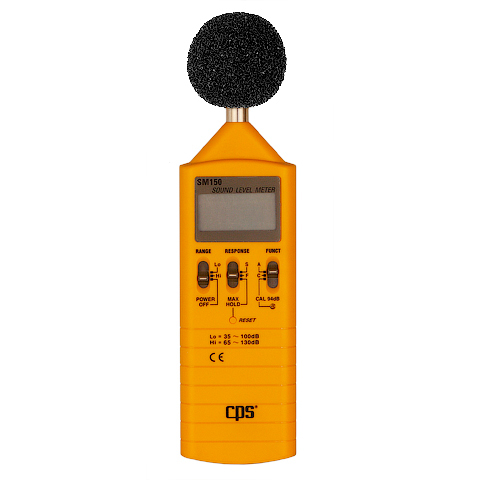 SM150
SOUND LEVEL METER
RANGE RESPONSE FUNCT
Lo S A
Hi F C
POWER OFF MAX HOLD CAL 94dB
RESET
Lo = 35 ~ 100dB
Hi = 65 ~ 130dB
CE
cps